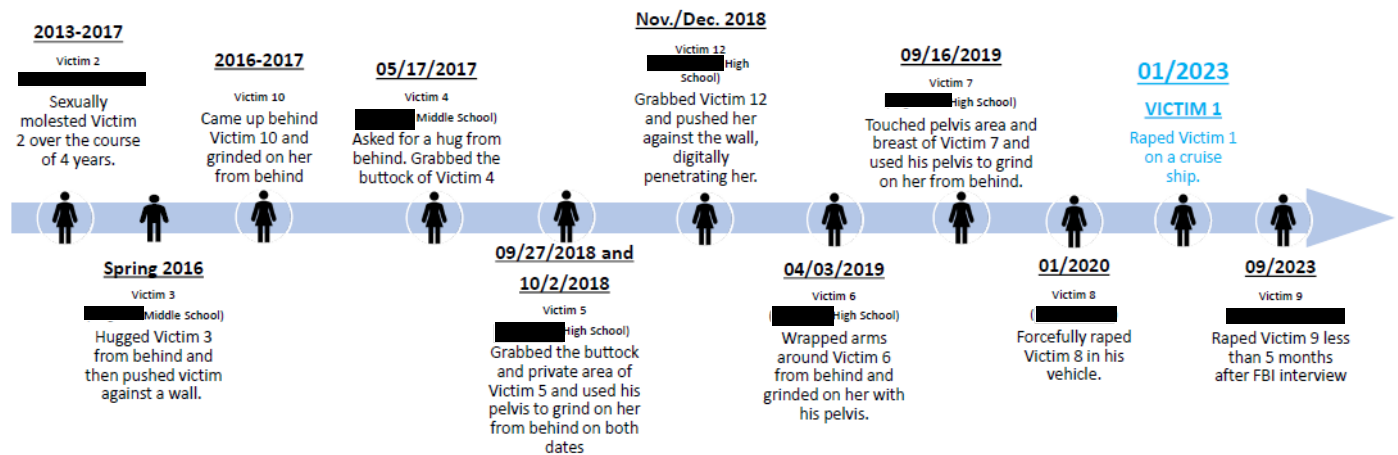 2013-2017
Victim 2
Sexually
molested Victim
2 over the course
of 4 years.
Spring 2016
Victim 3
Middle School)
Hugged Victim 3
from behind and
then pushed victim
against a wall.
2016-2017
Victim 10
Came up behind
Victim 10 and
grinded on her
from behind
05/17/2017
Victim 4
( Middle School)
Asked for a hug from
behind. Grabbed the
buttock of Victim 4
09/27/2018 and
10/2/2018
Victim 5
( High School)
Grabbed the buttock
and private area of
Victim 5 and used his
pelvis to grind on her
from behind on both
dates
Nov./Dec. 2018
Victim 12
High
School)
Grabbed Victim 12
and pushed her
against the wall,
digitally
penetrating her.
04/03/2019
Victim 6
( High School)
Wrapped arms
around Victim 6
from behind and
grinded on her with
his pelvis.
09/16/2019
Victim 7
( High School)
Touched pelvis area and
breast of Victim 7 and
used his pelvis to grind
on her from behind.
01/2020
Victim 8
(
Forcefully raped
Victim 8 in his
vehicle.
01/2023
VICTIM 1
Raped Victim 1
on a cruise
ship.
09/2023
Victim 9
Raped Victim 9 less
than 5 months
after FBI interview